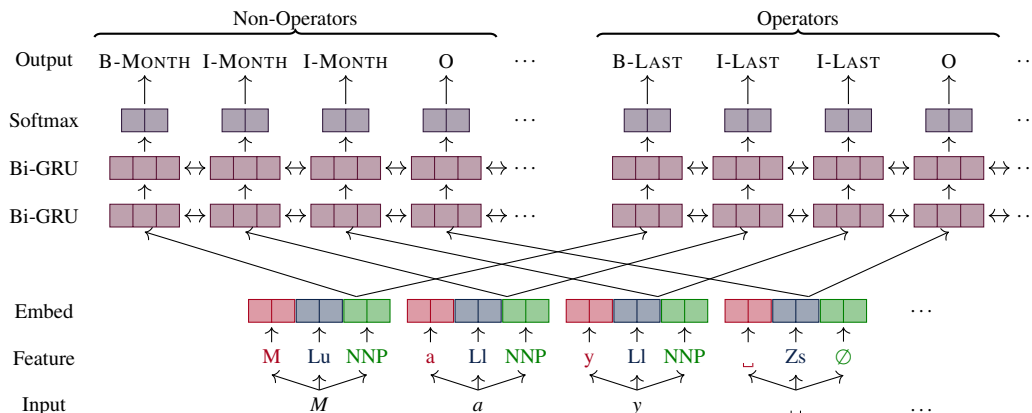 Non-Operators Operators
Output B-MONTH I-MONTH I-MONTH O ··· B-LAST I-LAST I-LAST O ···
Softmax ··· ···
Bi-GRU ··· ···
Bi-GRU ··· ···
Embed ···
Feature M Lu NNP a Ll NNP y Ll NNP ␣ Zs ∅
Input M a y ␣ ···